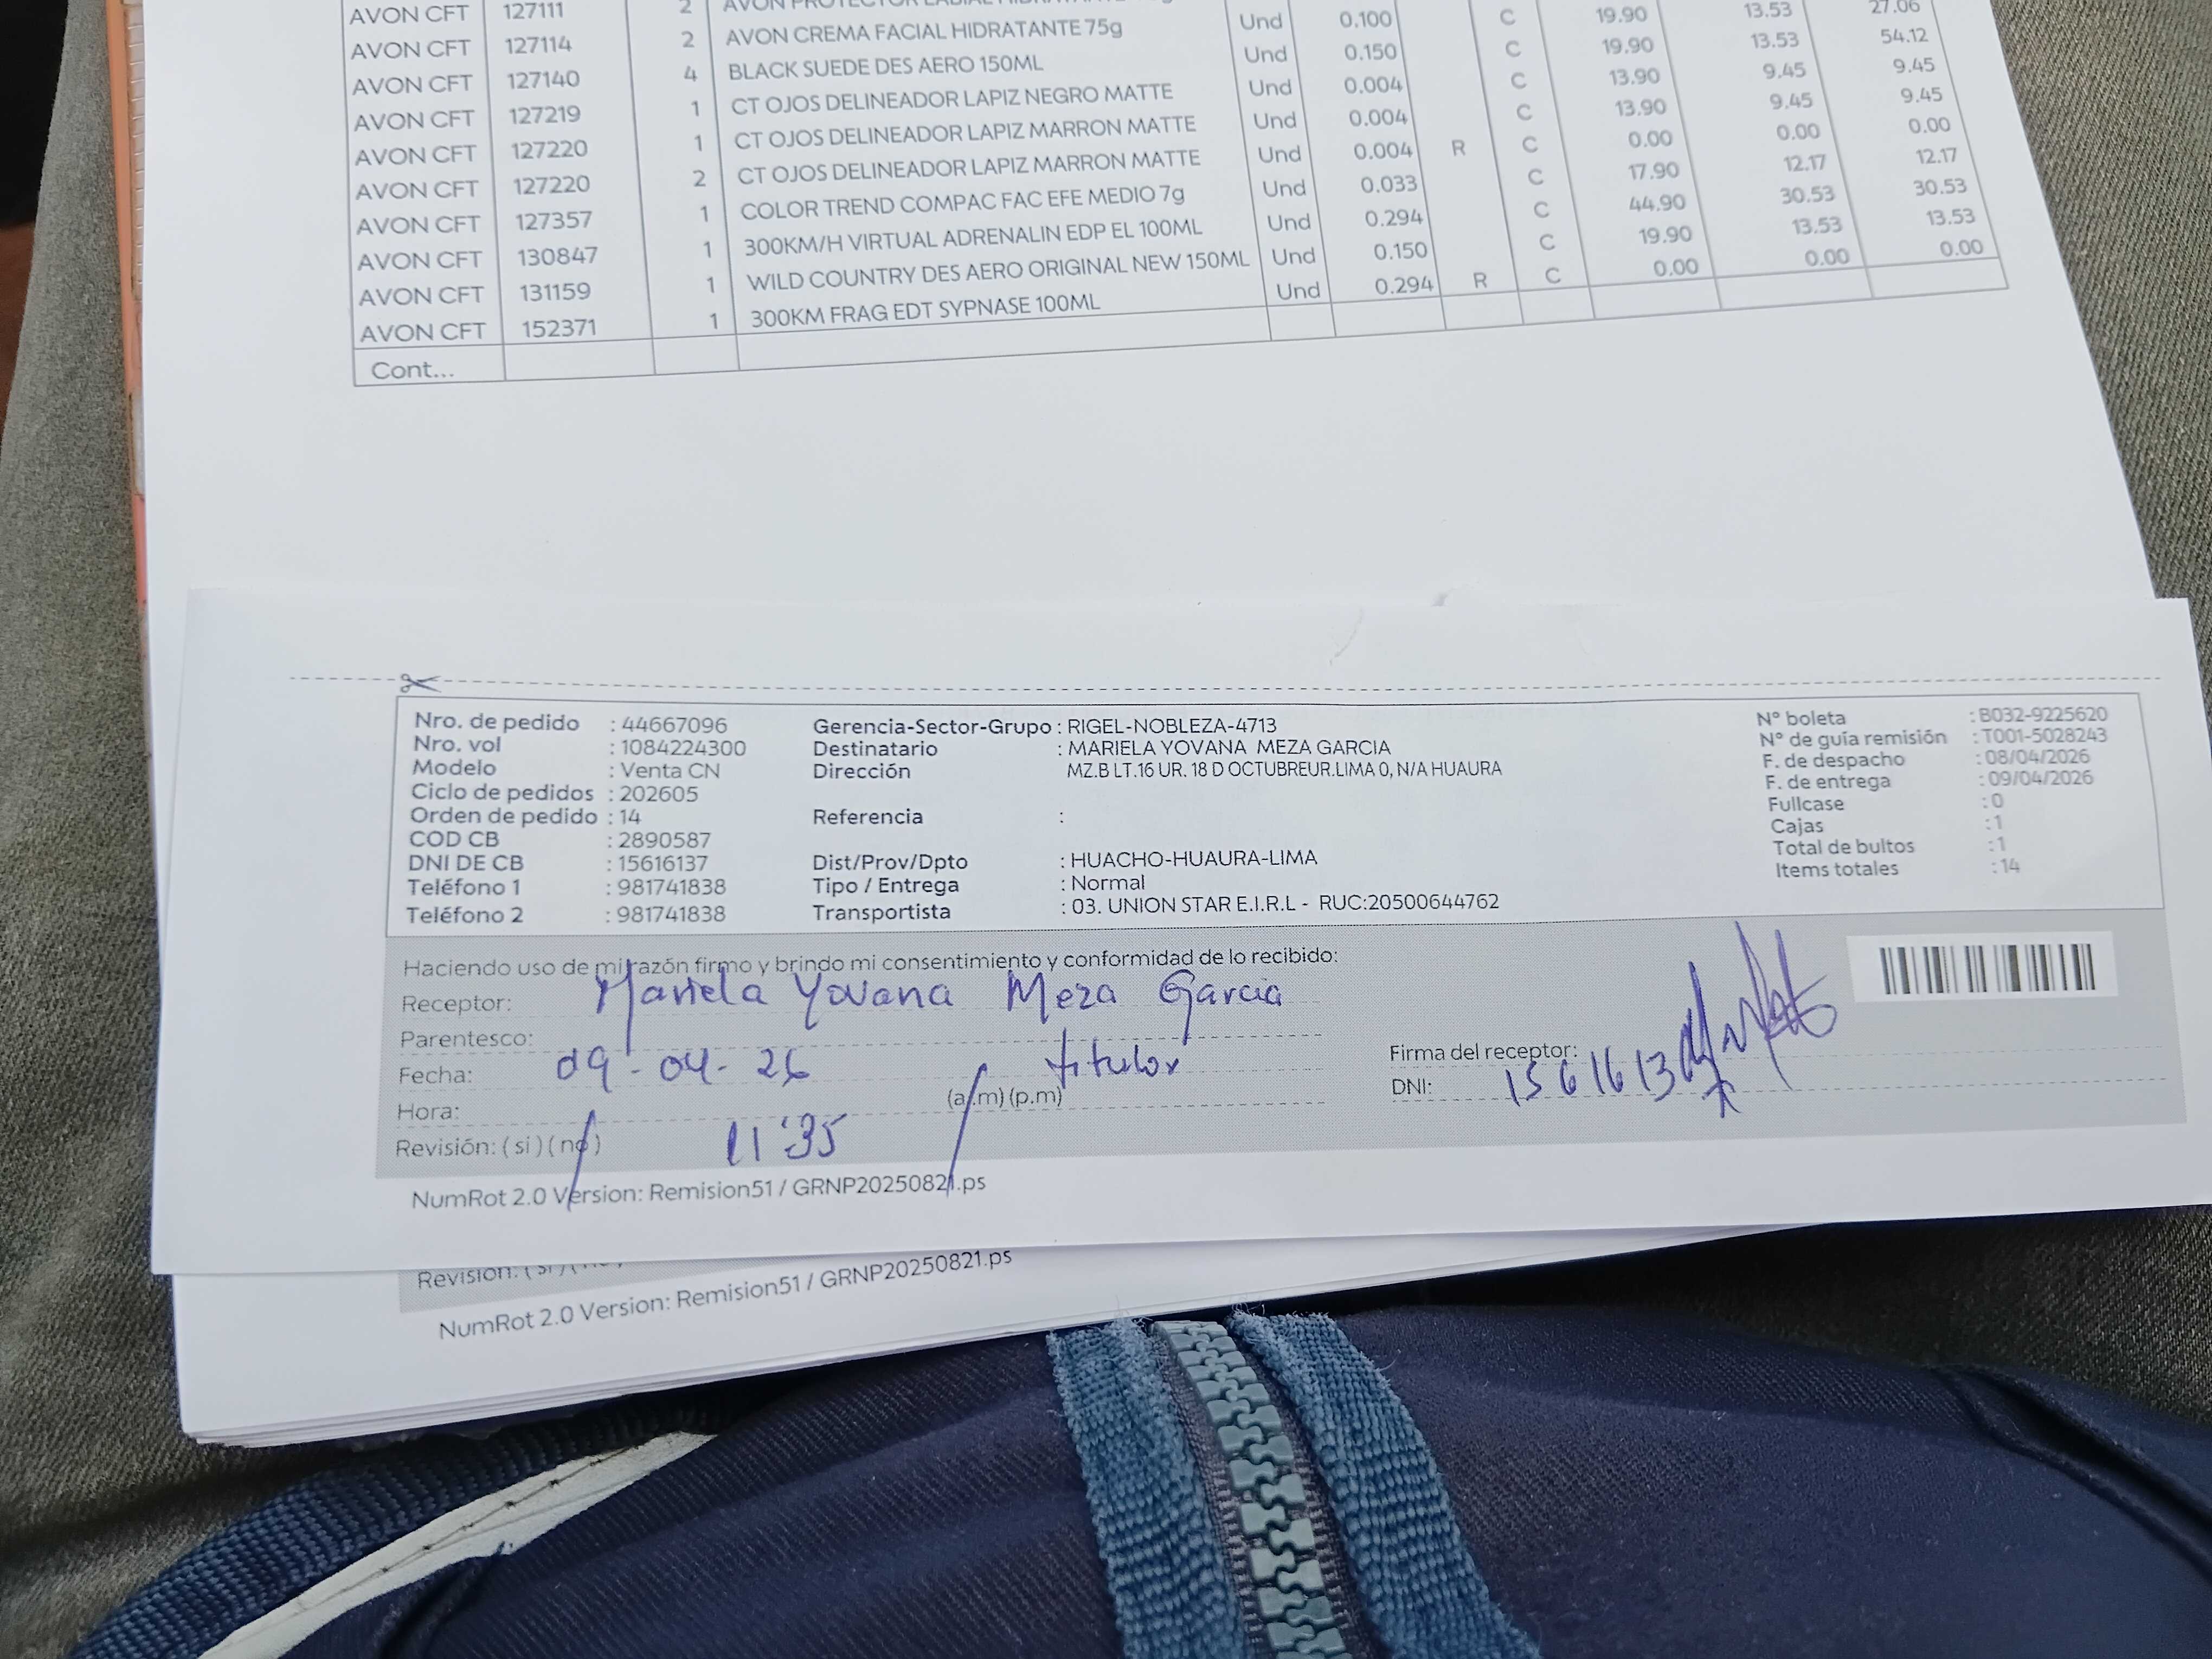 AVON CFT 127111 2 AVON PROTECTOR LABIAL HIDRATANTE Und 0.100 C 19.90 13.53 27.06
AVON CFT 127114 2 AVON CREMA FACIAL HIDRATANTE 75g Und 0.150 C 19.90 13.53 54.12
AVON CFT 127140 4 BLACK SUEDE DES AERO 150ML Und 0.004 C 13.90 9.45 9.45
AVON CFT 127219 1 CT OJOS DELINEADOR LAPIZ NEGRO MATTE Und 0.004 C 13.90 9.45 9.45
AVON CFT 127220 1 CT OJOS DELINEADOR LAPIZ MARRON MATTE Und 0.004 R C 0.00 0.00 0.00
AVON CFT 127220 2 CT OJOS DELINEADOR LAPIZ MARRON MATTE Und 0.033 C 17.90 12.17 12.17
AVON CFT 127357 1 COLOR TREND COMPAC FAC EFE MEDIO 7g Und 0.294 C 44.90 30.53 30.53
AVON CFT 130847 1 300KM/H VIRTUAL ADRENALIN EDP EL 100ML Und 0.150 C 19.90 13.53 13.53
AVON CFT 131159 1 WILD COUNTRY DES AERO ORIGINAL NEW 150ML Und 0.294 R C 0.00 0.00 0.00
AVON CFT 152371 1 300KM FRAG EDT SYPNASE 100ML
Cont...
Nro. de pedido : 44667096 Gerencia-Sector-Grupo : RIGEL-NOBLEZA-4713 N° boleta : B032-9225620
Nro. vol : 1084224300 Destinatario : MARIELA YOVANA MEZA GARCIA N° de guía remisión : T001-5028243
Modelo : Venta CN Dirección MZ.B LT.16 UR. 18 D OCTUBREUR.LIMA 0, N/A HUAURA F. de despacho : 08/04/2026
Ciclo de pedidos : 202605 F. de entrega : 09/04/2026
Orden de pedido : 14 Referencia : Fullcase : 0
COD CB : 2890587 Cajas : 1
DNI DE CB : 15616137 Dist/Prov/Dpto : HUACHO-HUAURA-LIMA Total de bultos : 1
Teléfono 1 : 981741838 Tipo / Entrega : Normal Items totales : 14
Teléfono 2 : 981741838 Transportista : 03. UNION STAR E.I.R.L - RUC:20500644762
Haciendo uso de mi razón firmo y brindo mi consentimiento y conformidad de lo recibido:
Receptor: Mariela Yovana Meza Garcia
Parentesco: titular
Fecha: 09-04-26 Firma del receptor:
Hora: 11:35 (a.m) (p.m) DNI: 1561613
Revisión: ( si ) ( no )
NumRot 2.0 Version: Remision51 / GRNP20250821.ps
Revisión: ( si ) (
NumRot 2.0 Version: Remision51 / GRNP20250821.ps